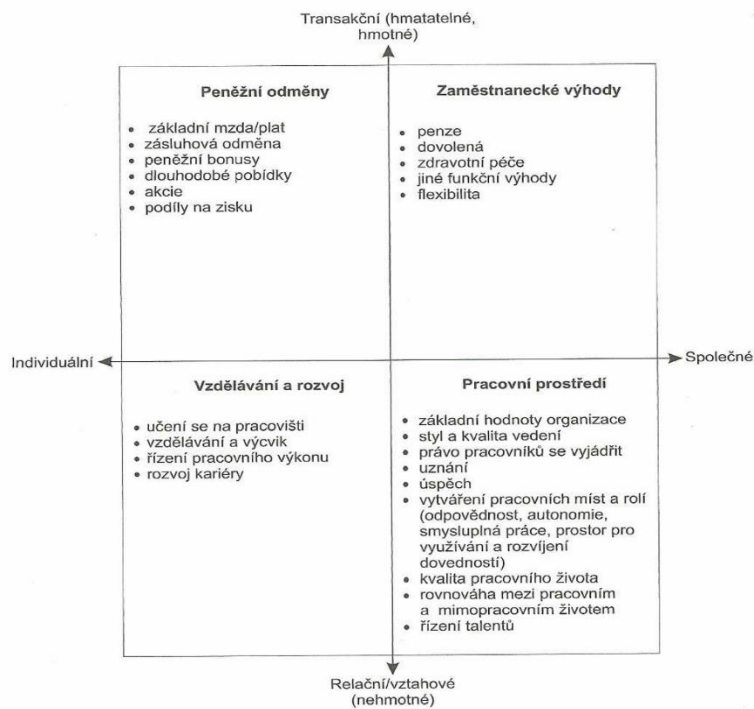 Transakční (hmatatelné,
hmotné)
Peněžní odměny
• základní mzda/plat
• zásluhová odměna
• peněžní bonusy
• dlouhodobé pobídky
• akcie
• podíly na zisku
Zaměstnanecké výhody
• penze
• dovolená
• zdravotní péče
• jiné funkční výhody
• flexibilita
Individuální
Společné
Vzdělávání a rozvoj
• učení se na pracovišti
• vzdělávání a výcvik
• řízení pracovního výkonu
• rozvoj kariéry
Pracovní prostředí
• základní hodnoty organizace
• styl a kvalita vedení
• právo pracovníků se vyjádřit
• uznání
• úspěch
• vytváření pracovních míst a rolí
(odpovědnost, autonomie,
smysluplná práce, prostor pro
využívání a rozvíjení
dovedností)
• kvalita pracovního života
• rovnováha mezi pracovním
a mimopracovním životem
• řízení talentů
Relační/vztahové
(nehmotné)